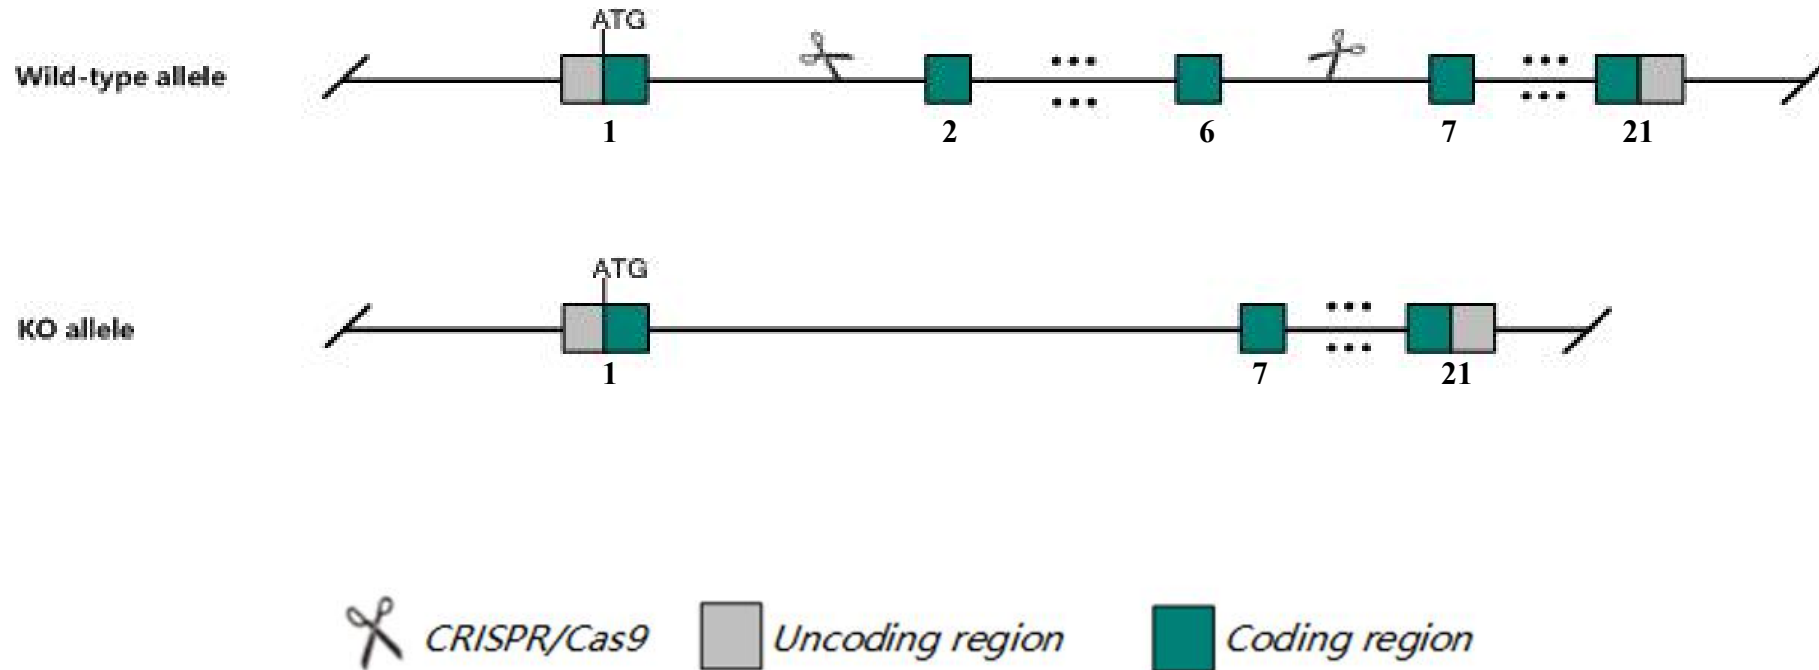 ATG
Wild-type allele
1 2 6 7 21
ATG
KO allele
1 7 21
CRISPR/Cas9 Uncoding region Coding region